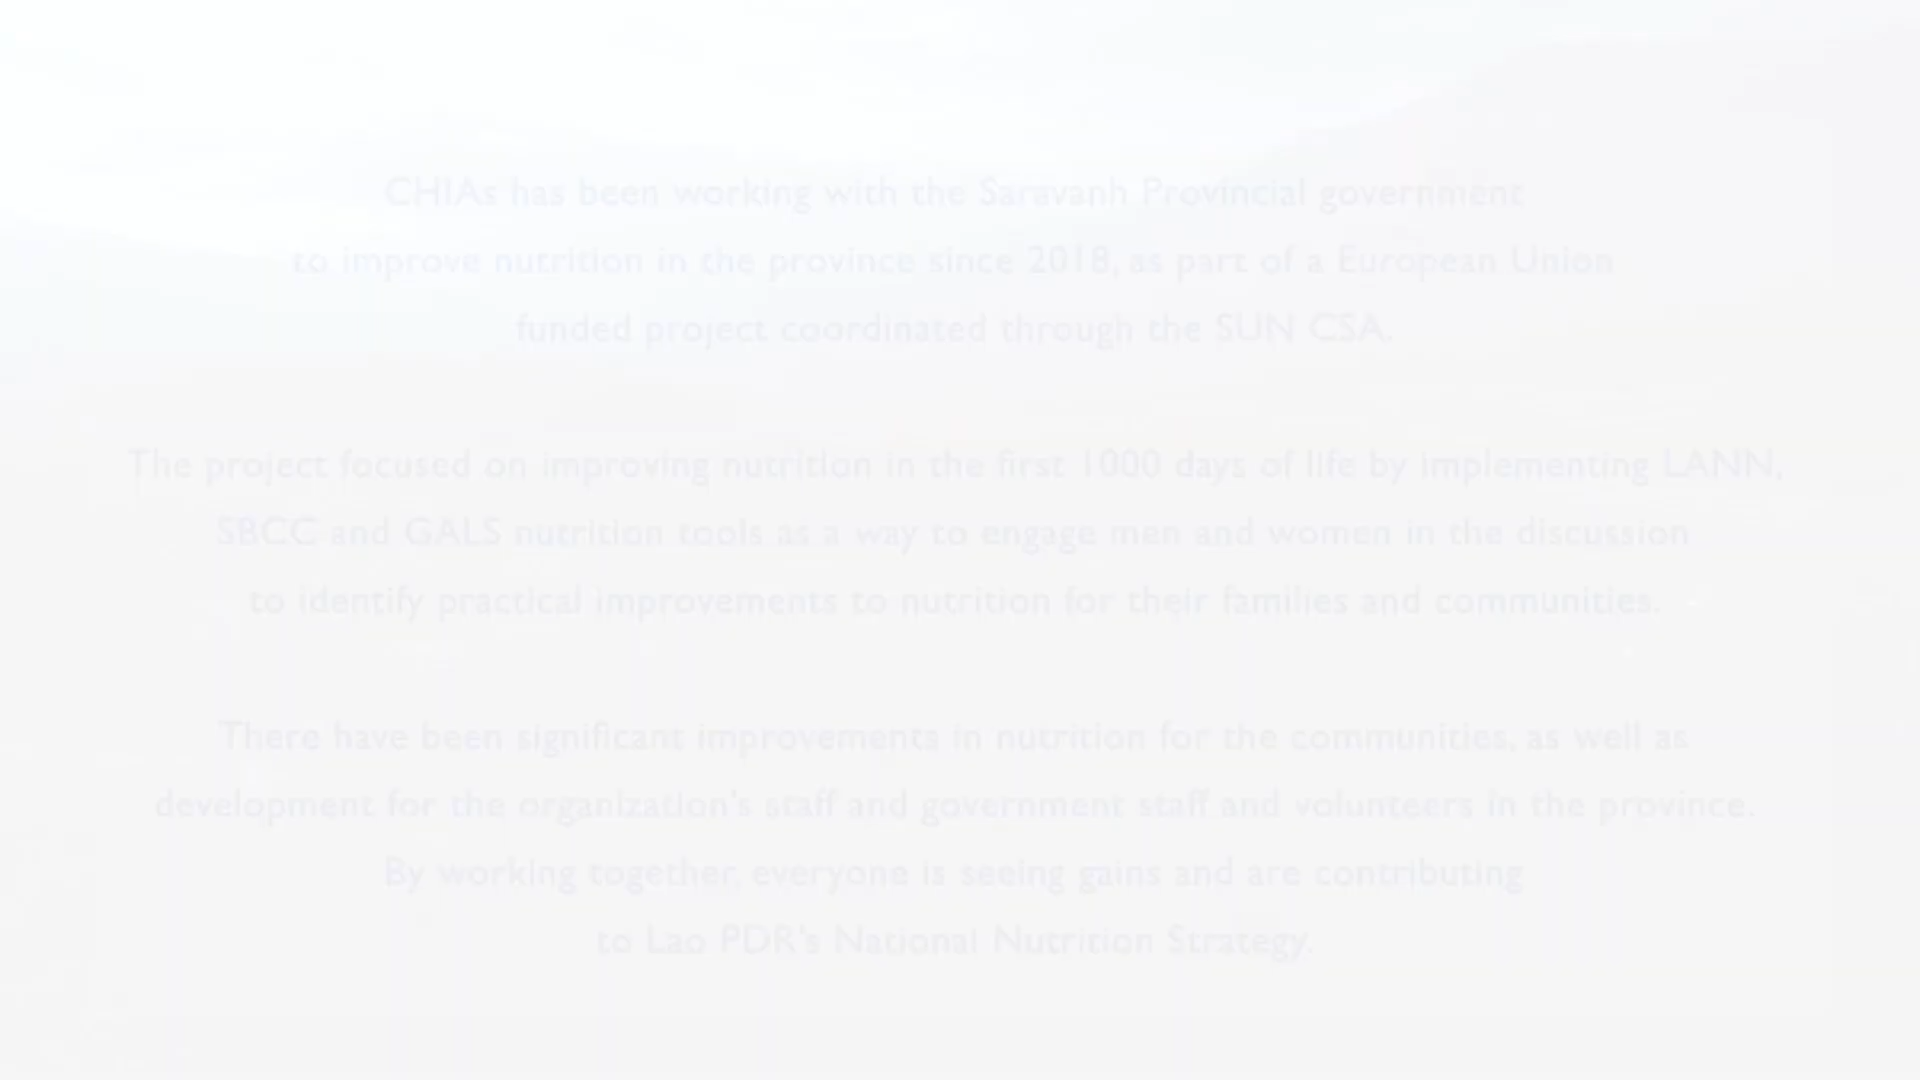 CHIAs has been working with the Saravanh Provincial government
to improve nutrition in the province since 2018, as part of a European Union
funded project coordinated through the SUN CSA.
The project focused on improving nutrition in the first 1000 days of life by implementing LANN,
SBCC and GALS nutrition tools as a way to engage men and women in the discussion
to identify practical improvements to nutrition for their families and communities.
There have been significant improvements in nutrition for the communities, as well as
development for the organization's staff and government staff and volunteers in the province.
By working together, everyone is seeing gains and are contributing
to Lao PDR's National Nutrition Strategy.